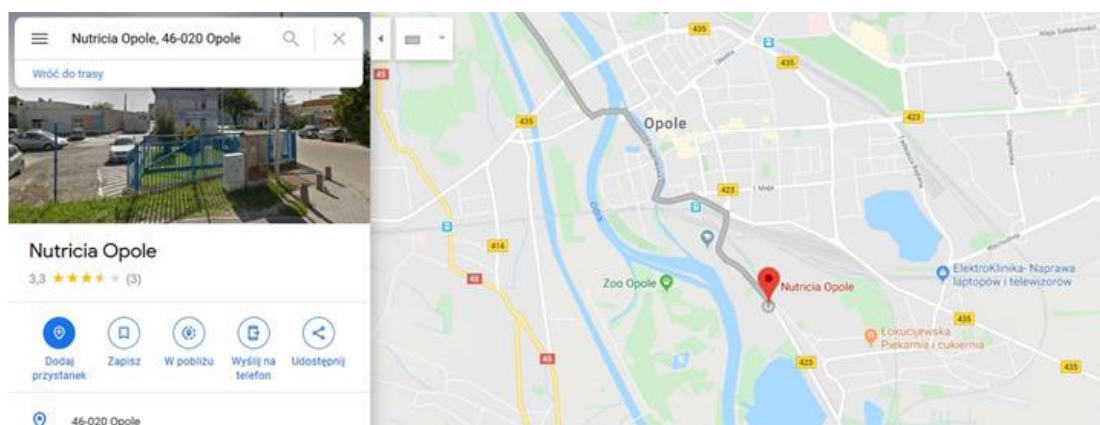 Nutricia Opole, 46-020 Opole
Wróć do trasy
Nutricia Opole
3,3 (3)
Dodaj przystanek
Zapisz
W pobliżu
Wyślij na telefon
Udostępnij
46-020 Opole
435
435
45
435
423
Opole
1 Maja
423
Odra
414
45
Zoo Opole
Nutricia Opole
ElektroKlinika- Naprawa
laptopów i telewizorow
435
Łokucijewska
Piekarnia i cukiernia
45
423
435